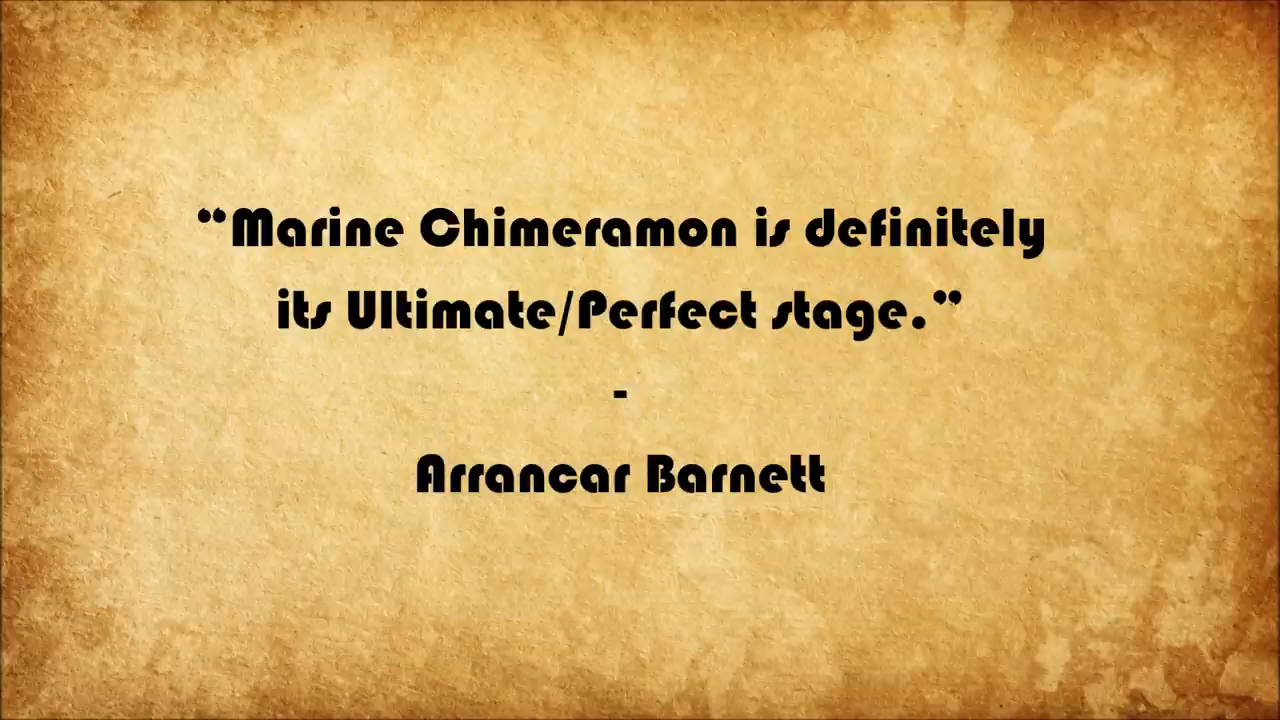 “Marine Chimeramon is definitely
its Ultimate/Perfect stage.”
-
Arrancar Barnett